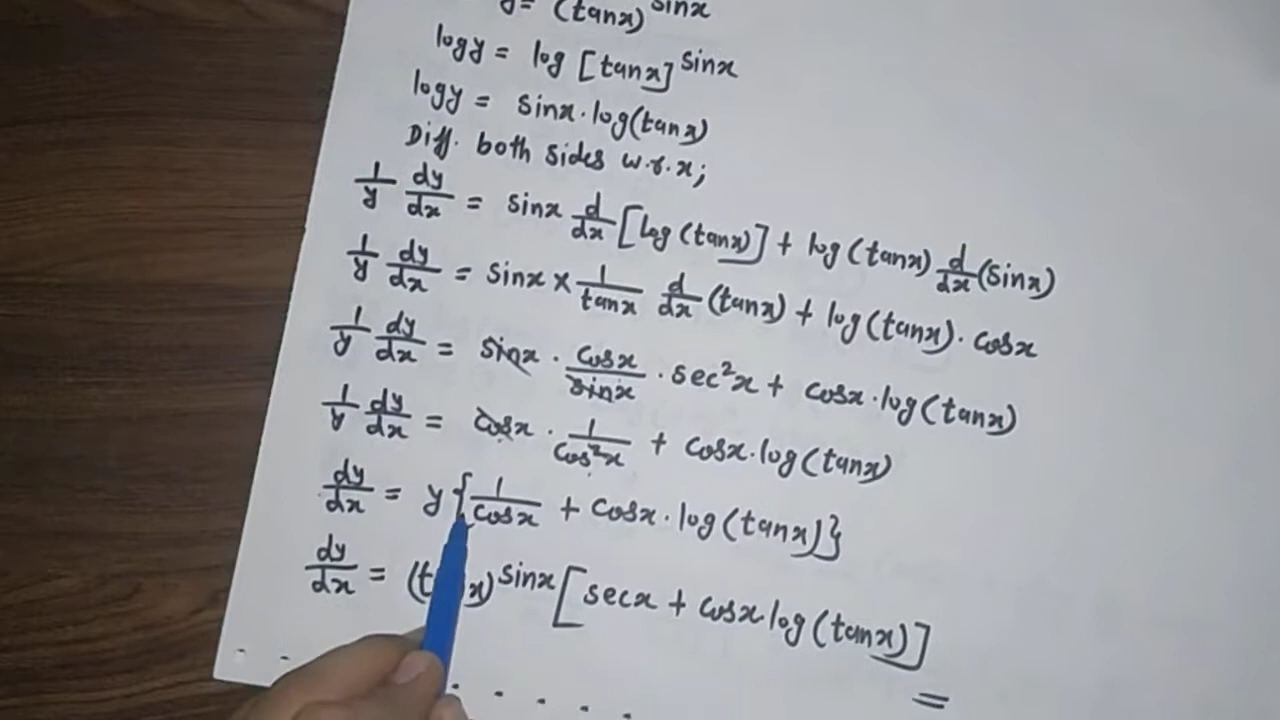 y = (tanx)^sinx
logy = log [tanx]^sinx
logy = sinx · log(tanx)
Diff. both sides w.r.x;
1/y dy/dx = sinx d/dx [log (tanx)] + log (tanx) d/dx (sinx)
1/y dy/dx = sinx × 1/tanx d/dx (tanx) + log (tanx) · cosx
1/y dy/dx = sinx · cosx/sinx · sec²x + cosx · log (tanx)
1/y dy/dx = cosx · 1/cos²x + cosx · log (tanx)
dy/dx = y {1/cosx + cosx · log (tanx)}
dy/dx = (t x)^sinx [secx + cosx log (tanx)]
=